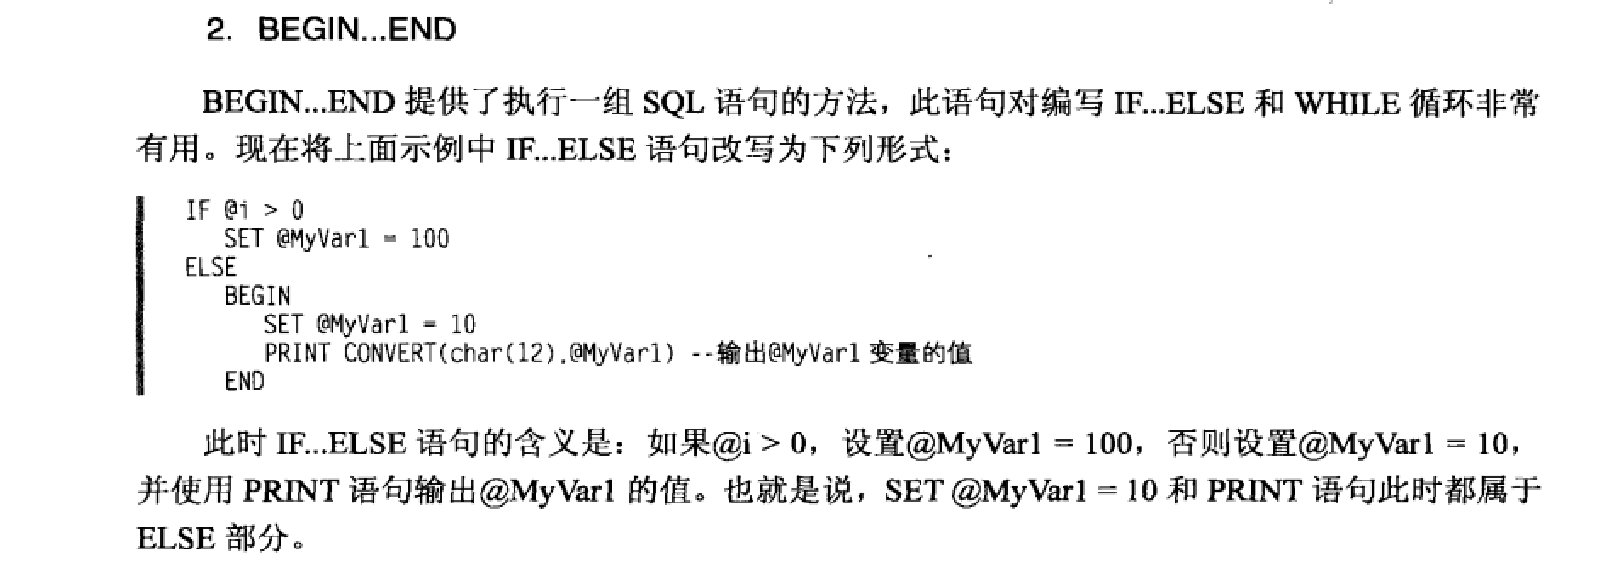 2. BEGIN...END
BEGIN...END 提供了执行一组 SQL 语句的方法，此语句对编写 IF...ELSE 和 WHILE 循环非常
有用。现在将上面示例中 IF...ELSE 语句改写为下列形式：
IF @i > 0
SET @MyVar1 = 100
ELSE
BEGIN
SET @MyVar1 = 10
PRINT CONVERT(char(12),@MyVar1) --输出@MyVar1 变量的值
END
此时 IF...ELSE 语句的含义是：如果@i > 0，设置@MyVar1 = 100，否则设置@MyVar1 = 10，
并使用 PRINT 语句输出@MyVar1 的值。也就是说，SET @MyVar1 = 10 和 PRINT 语句此时都属于
ELSE 部分。